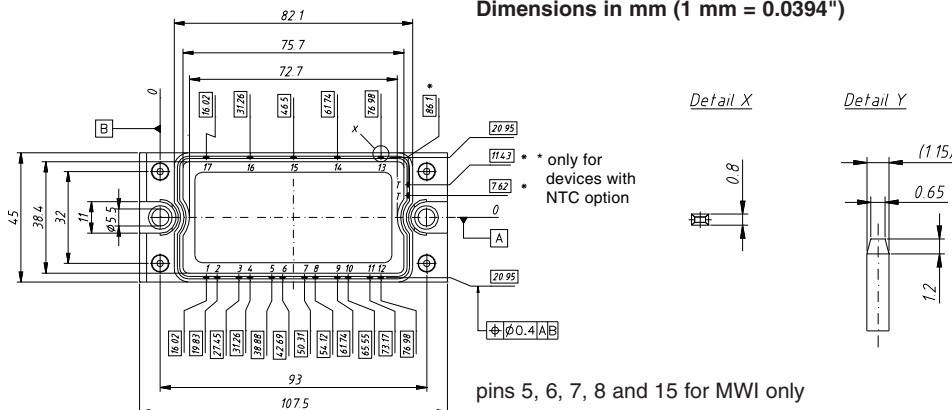 Dimensions in mm (1 mm = 0.0394")
82.1
75.7
72.7
0
16.02
31.26
46.5
61.74
76.98
86.1 *
B
x
20.95
17
16
15
14
13
11.43 *
* only for
devices with
NTC option
T
T
7.62 *
0
A
45
38.4
32
11
Ø5.5
1 2 3 4 5 6 7 8 9 10 11 12
20.95
16.02
19.83
27.45
31.26
38.88
42.69
50.31
54.12
61.74
65.55
73.17
76.98
Ø0.4 A B
93
107.5
pins 5, 6, 7, 8 and 15 for MWI only
Detail X
0.8
Detail Y
(1.15)
0.65
1.2